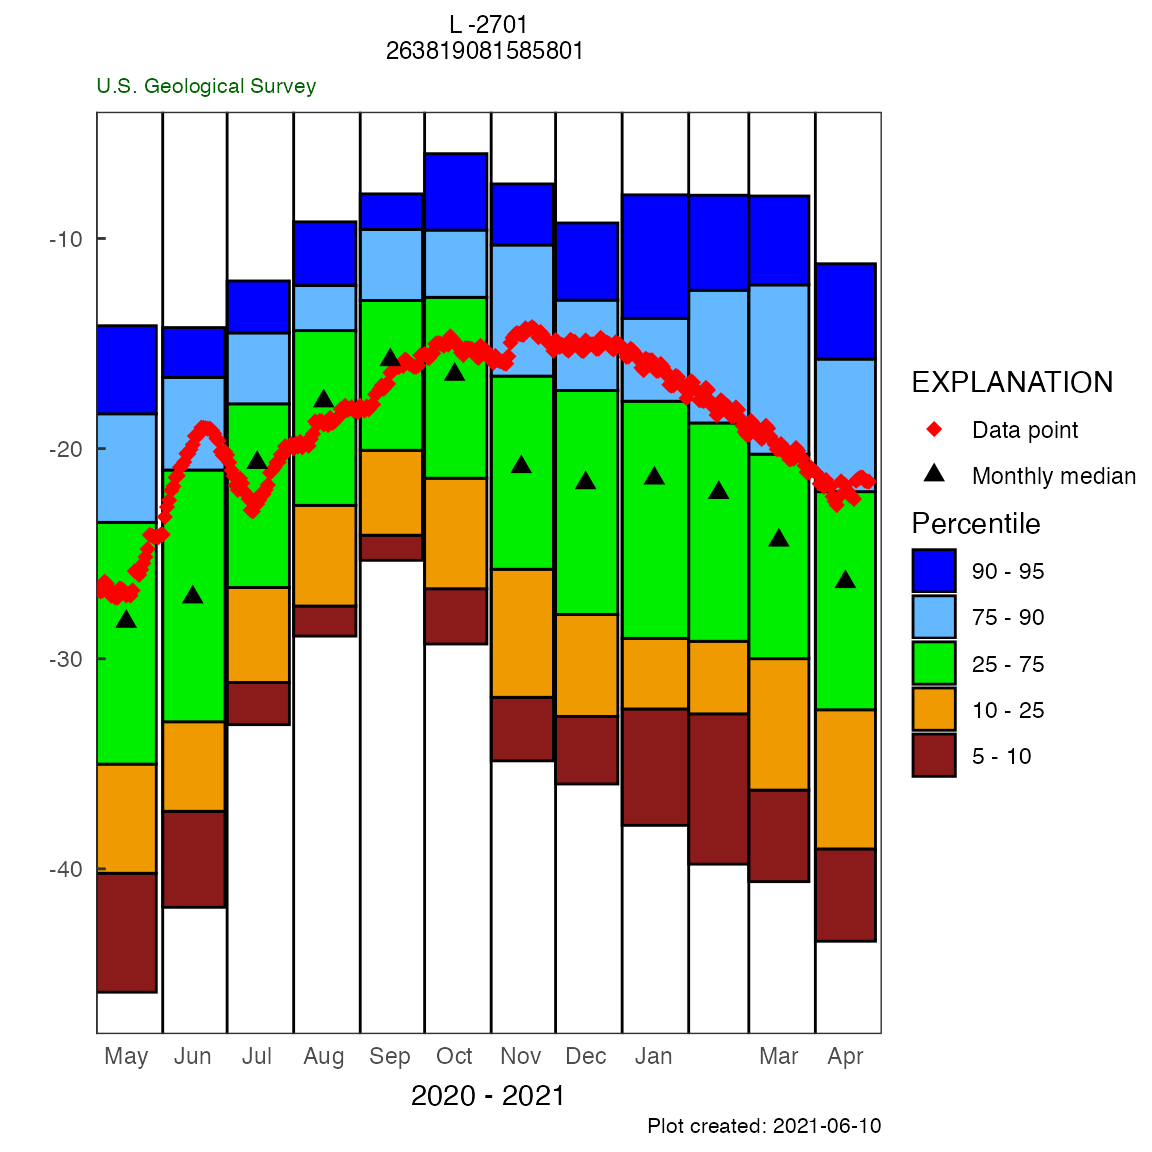 L -2701
263819081585801
U.S. Geological Survey
-10
-20
-30
-40
May Jun Jul Aug Sep Oct Nov Dec Jan Mar Apr
2020 - 2021
Plot created: 2021-06-10
EXPLANATION
Data point
Monthly median
Percentile
90 - 95
75 - 90
25 - 75
10 - 25
5 - 10